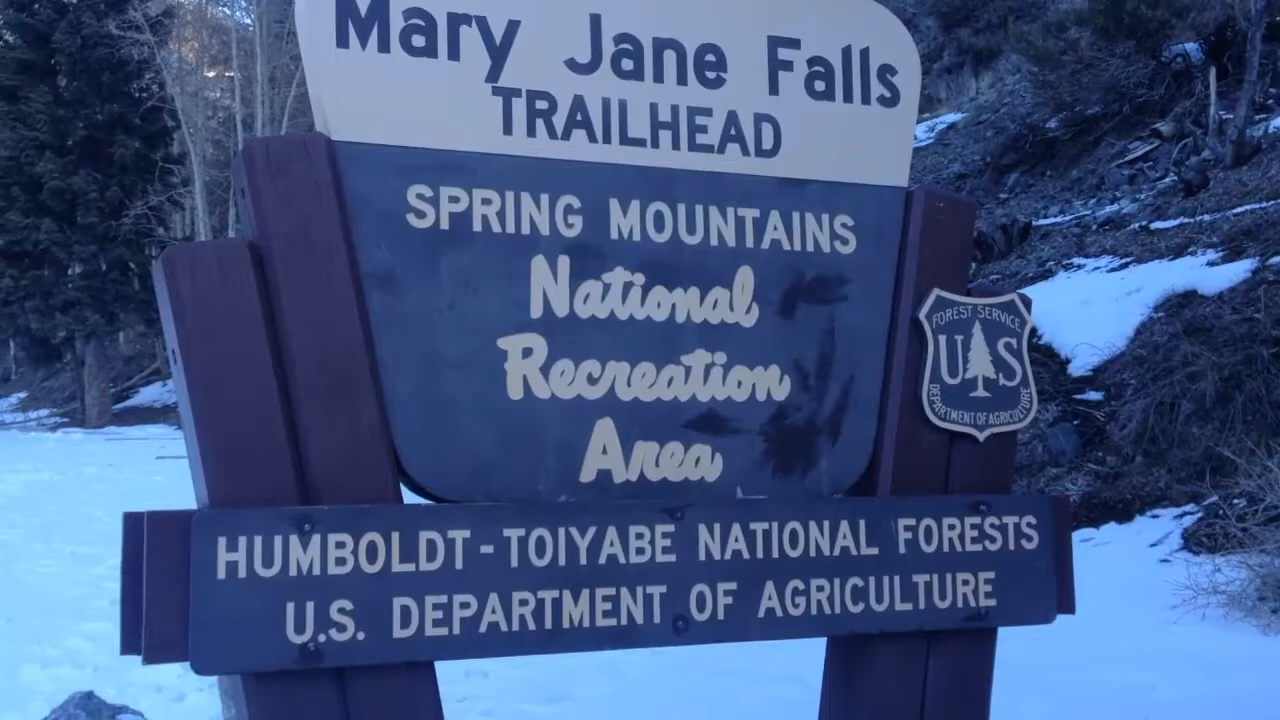 Mary Jane Falls
TRAILHEAD
SPRING MOUNTAINS
National
Recreation
Area
FOREST SERVICE
U S
DEPARTMENT OF AGRICULTURE
HUMBOLDT - TOIYABE NATIONAL FORESTS
U.S. DEPARTMENT OF AGRICULTURE